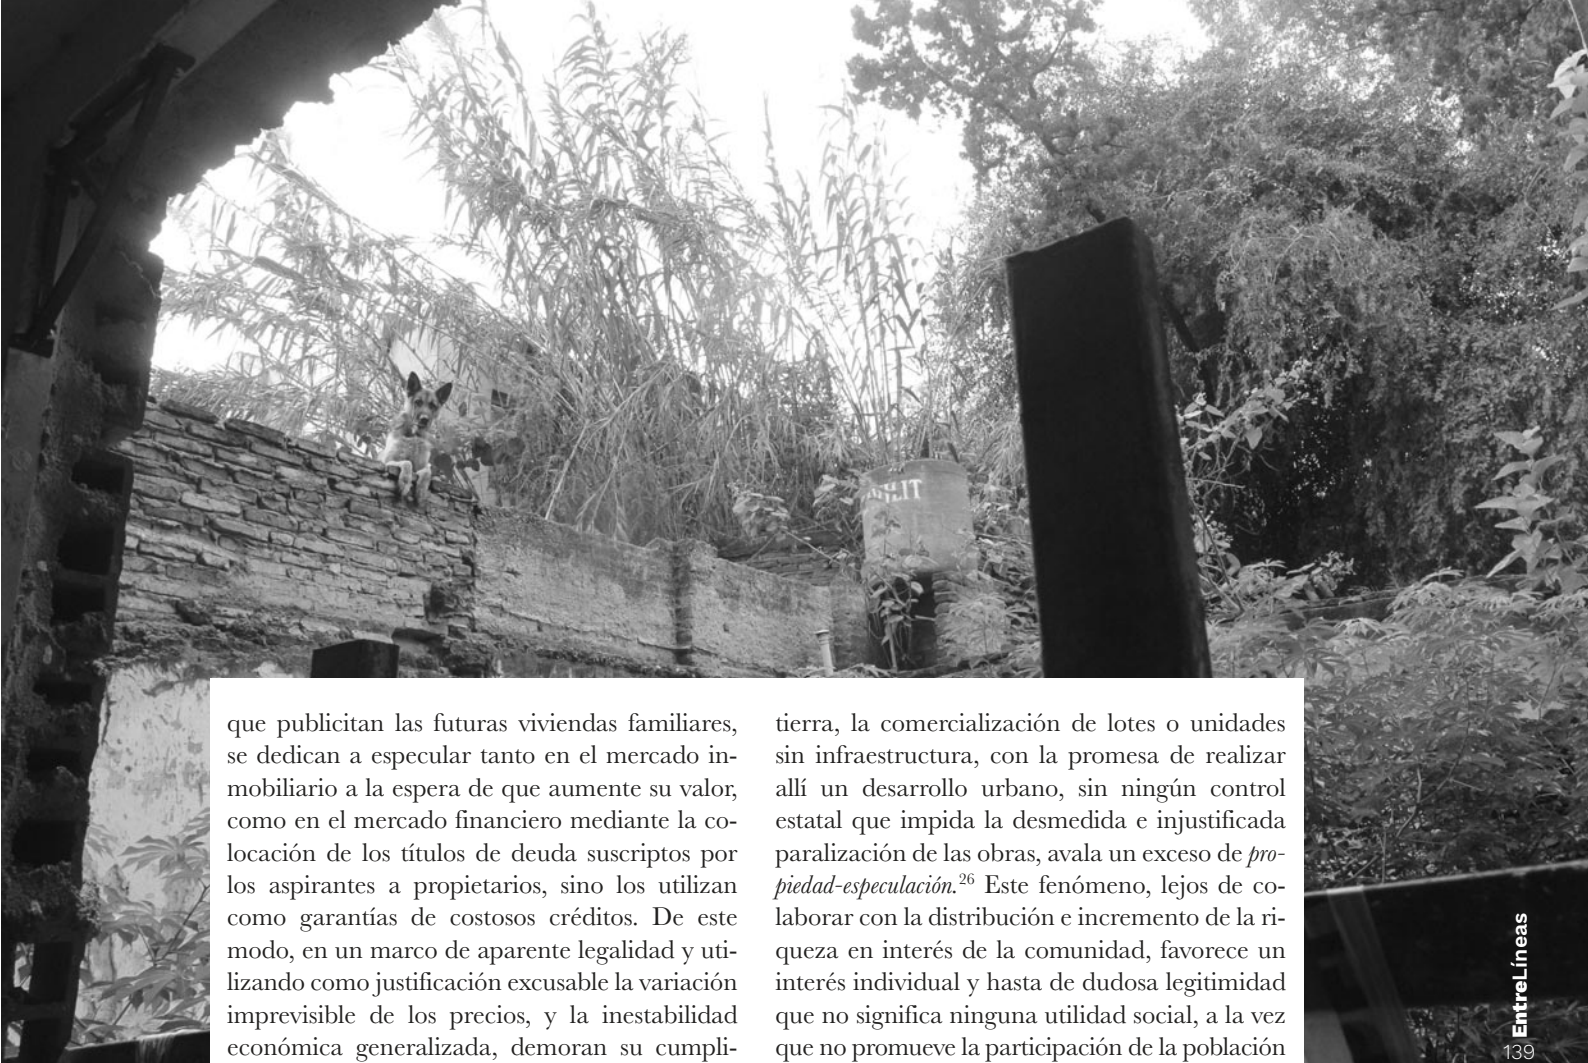 que publicitan las futuras viviendas familiares,
se dedican a especular tanto en el mercado in-
mobiliario a la espera de que aumente su valor,
como en el mercado financiero mediante la co-
locación de los títulos de deuda suscriptos por
los aspirantes a propietarios, sino los utilizan
como garantías de costosos créditos. De este
modo, en un marco de aparente legalidad y uti-
lizando como justificación excusable la variación
imprevisible de los precios, y la inestabilidad
económica generalizada, demoran su cumpli-
tierra, la comercialización de lotes o unidades
sin infraestructura, con la promesa de realizar
allí un desarrollo urbano, sin ningún control
estatal que impida la desmedida e injustificada
paralización de las obras, avala un exceso de pro-
piedad-especulación.26 Este fenómeno, lejos de co-
laborar con la distribución e incremento de la ri-
queza en interés de la comunidad, favorece un
interés individual y hasta de dudosa legitimidad
que no significa ninguna utilidad social, a la vez
que no promueve la participación de la población
EntreLíneas
139